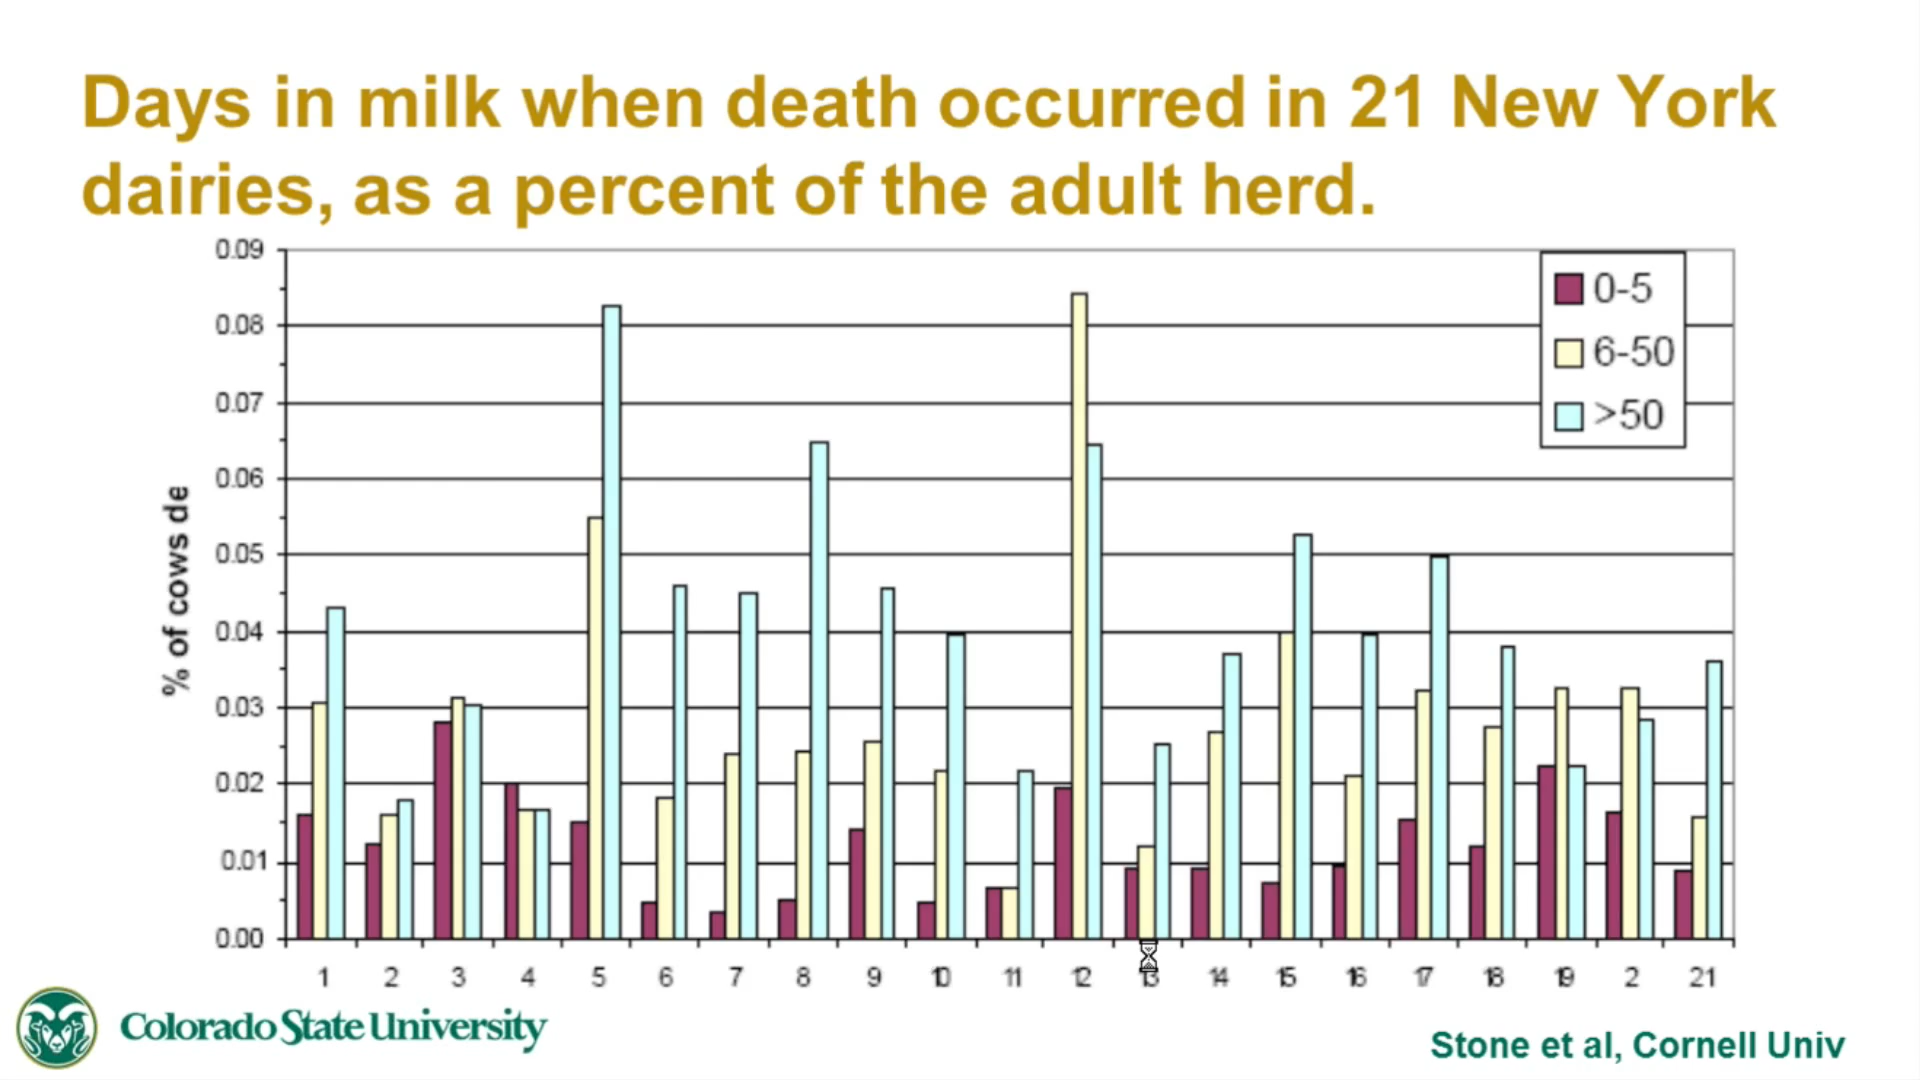 Days in milk when death occurred in 21 New York
dairies, as a percent of the adult herd.
0.09
0.08
0.07
0.06
0.05
0.04
0.03
0.02
0.01
0.00
% of cows de
0-5
6-50
>50
1 2 3 4 5 6 7 8 9 10 11 12 13 14 15 16 17 18 19 2 21
Colorado State University
Stone et al, Cornell Univ